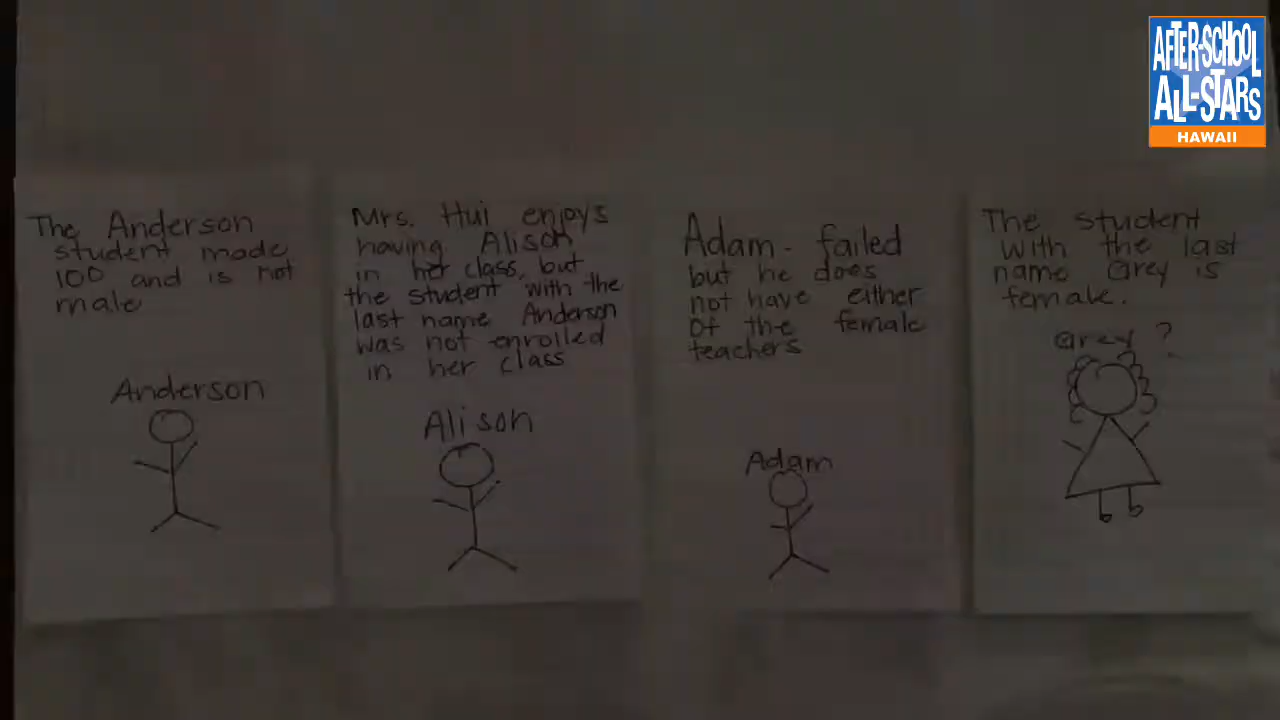 The Anderson
student made
100 and is not
male
Anderson
Mrs. Hui enjoys
having Alison
in her class, but
the student with the
last name Anderson
was not enrolled
in her class
Alison
Adam - failed
but he does
not have either
of the female
teachers
Adam
The student
with the last
name Grey is
female.
Grey ?
AFTER-SCHOOL
ALL-STARS
HAWAII